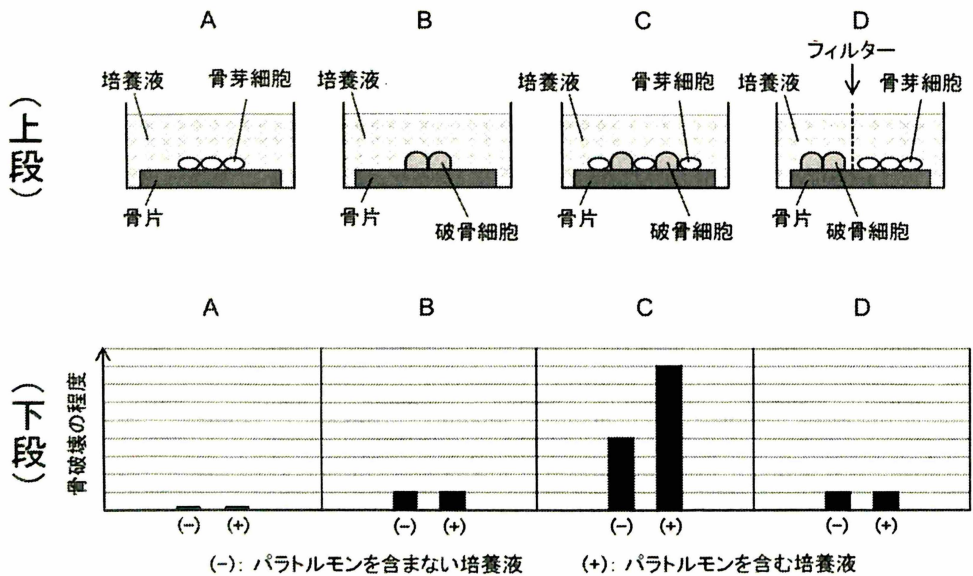 A B C D
フィルター
培養液 骨芽細胞 培養液 培養液 骨芽細胞 培養液 骨芽細胞
(上段)
骨片 骨片 破骨細胞 骨片 破骨細胞 骨片 破骨細胞
A B C D
(下段)
骨破壊の程度
(−) (+) (−) (+) (−) (+) (−) (+)
(−): パラトルモンを含まない培養液 (+): パラトルモンを含む培養液